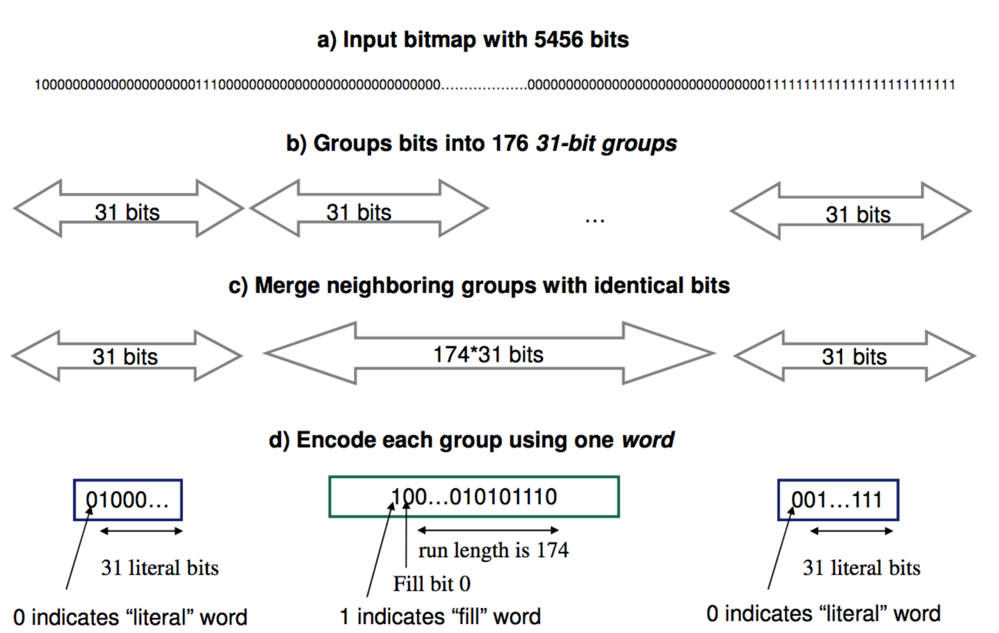 a) Input bitmap with 5456 bits
10000000000000000000011100000000000000000000000000000...................00000000000000000000000000000001111111111111111111111111
b) Groups bits into 176 31-bit groups
31 bits 31 bits ... 31 bits
c) Merge neighboring groups with identical bits
31 bits 174*31 bits 31 bits
d) Encode each group using one word
01000... 100...010101110 001...111
31 literal bits run length is 174 31 literal bits
Fill bit 0
0 indicates “literal” word 1 indicates “fill” word 0 indicates “literal” word